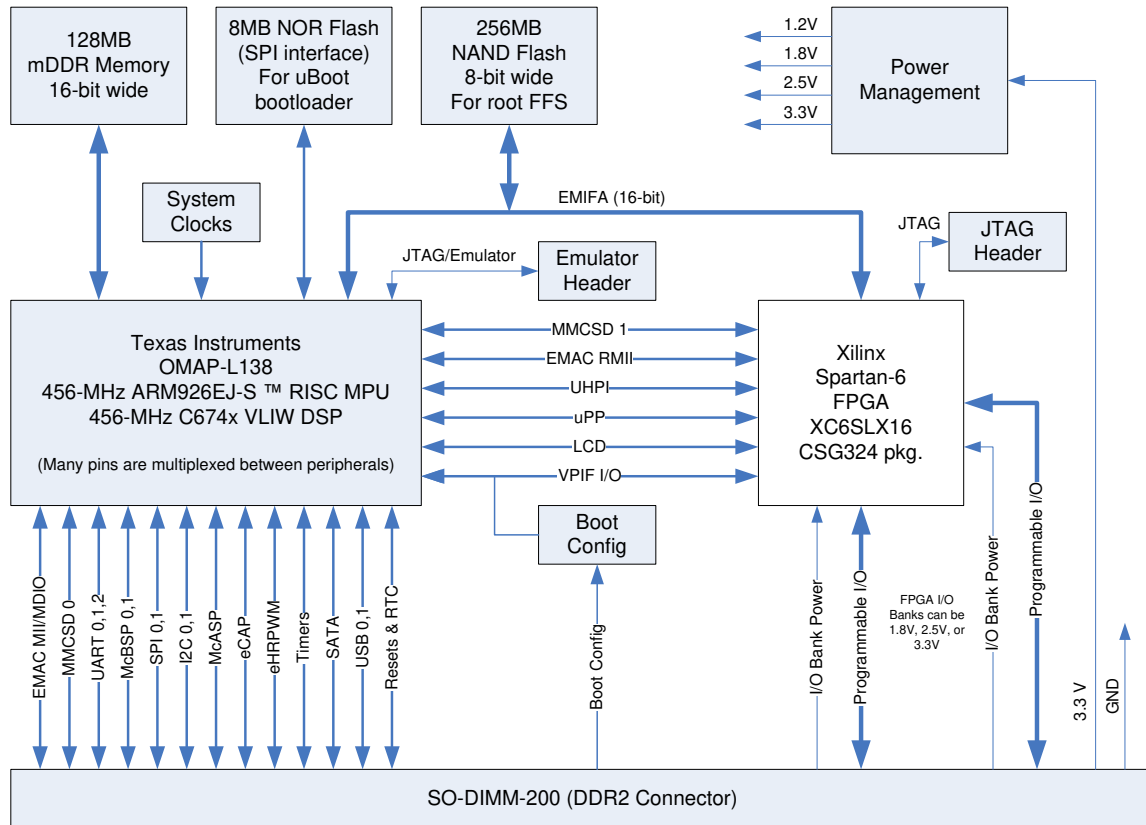 128MB
mDDR Memory
16-bit wide
8MB NOR Flash
(SPI interface)
For uBoot
bootloader
256MB
NAND Flash
8-bit wide
For root FFS
1.2V
1.8V
2.5V
3.3V
Power
Management
System
Clocks
EMIFA (16-bit)
JTAG/Emulator
Emulator
Header
JTAG
JTAG
Header
Texas Instruments
OMAP-L138
456-MHz ARM926EJ-S ™ RISC MPU
456-MHz C674x VLIW DSP
(Many pins are multiplexed between peripherals)
MMCSD 1
EMAC RMII
UHPI
uPP
LCD
VPIF I/O
Xilinx
Spartan-6
FPGA
XC6SLX16
CSG324 pkg.
Boot
Config
EMAC MII/MDIO
MMCSD 0
UART 0,1,2
McBSP 0,1
SPI 0,1
I2C 0,1
McASP
eCAP
eHRPWM
Timers
SATA
USB 0,1
Resets & RTC
Boot Config
I/O Bank Power
Programmable I/O
FPGA I/O
Banks can be
1.8V, 2.5V, or
3.3V
I/O Bank Power
Programmable I/O
3.3 V
GND
SO-DIMM-200 (DDR2 Connector)